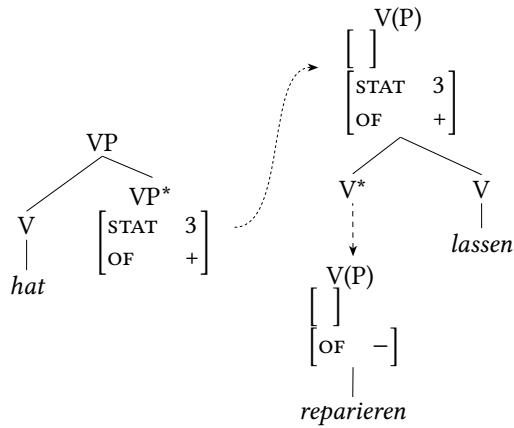 V(P)
[ ]
[STAT 3
OF +]
VP
VP*
V
[STAT 3
OF +]
hat
V*
V
lassen
V(P)
[ ]
[OF −]
reparieren